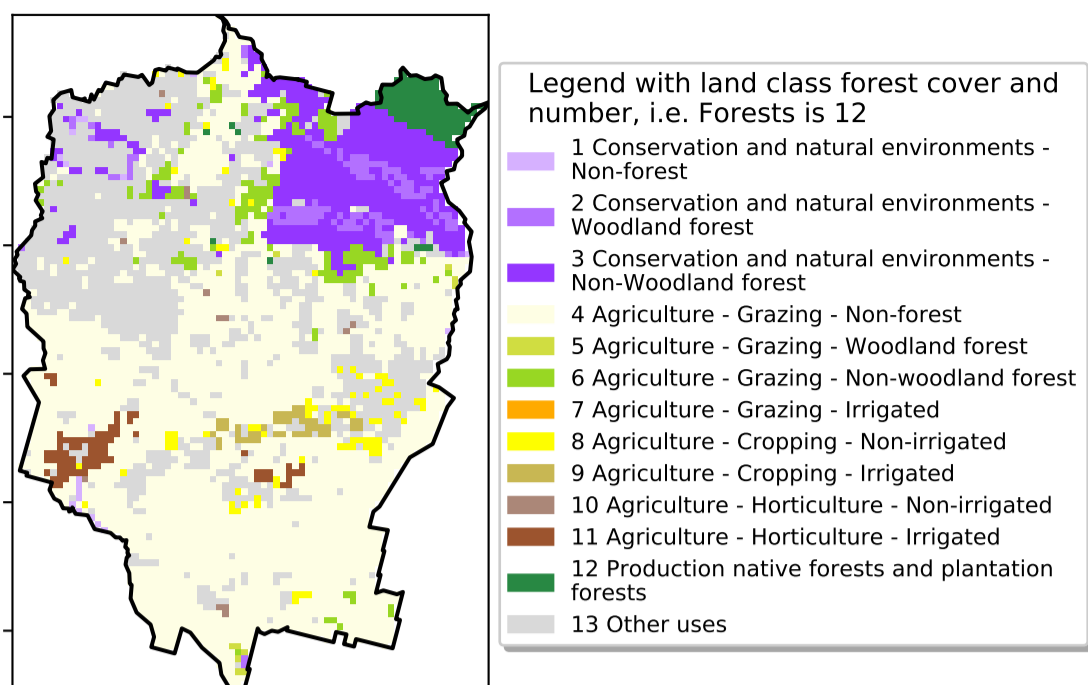 Legend with land class forest cover and
number, i.e. Forests is 12
1 Conservation and natural environments -
Non-forest
2 Conservation and natural environments -
Woodland forest
3 Conservation and natural environments -
Non-Woodland forest
4 Agriculture - Grazing - Non-forest
5 Agriculture - Grazing - Woodland forest
6 Agriculture - Grazing - Non-woodland forest
7 Agriculture - Grazing - Irrigated
8 Agriculture - Cropping - Non-irrigated
9 Agriculture - Cropping - Irrigated
10 Agriculture - Horticulture - Non-irrigated
11 Agriculture - Horticulture - Irrigated
12 Production native forests and plantation
forests
13 Other uses